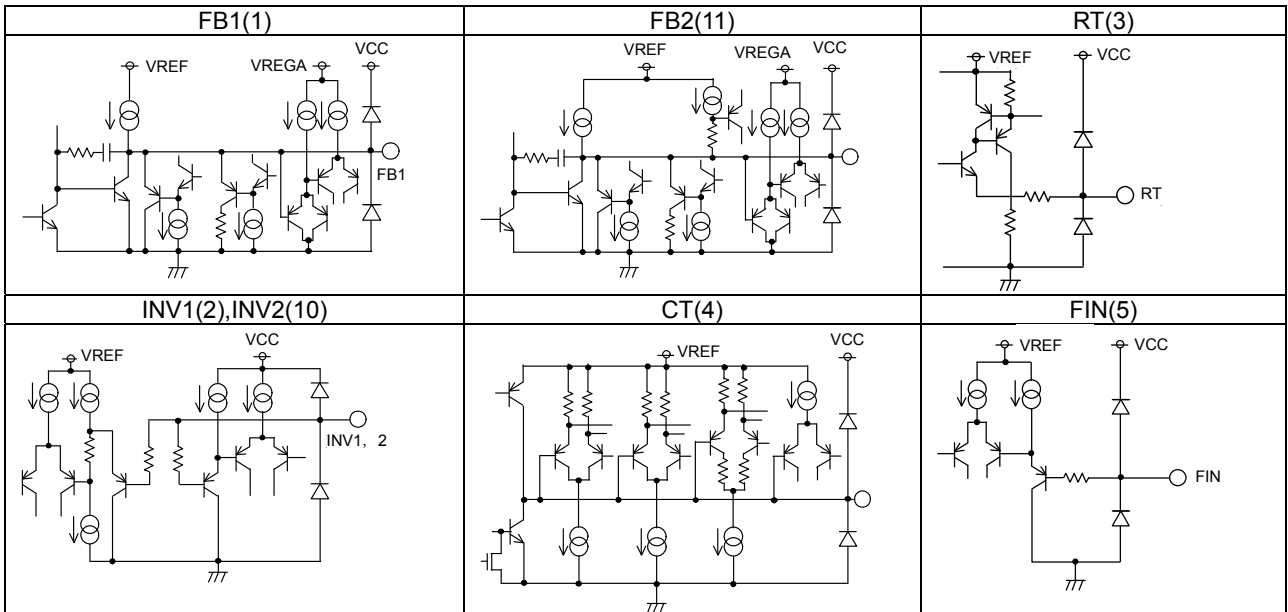 FB1(1)
VREF
VREGA
VCC
FB1
FB2(11)
VREF
VREGA
VCC
RT(3)
VREF
VCC
RT
INV1(2),INV2(10)
VREF
VCC
INV1, 2
CT(4)
VREF
VCC
FIN(5)
VREF
VCC
FIN